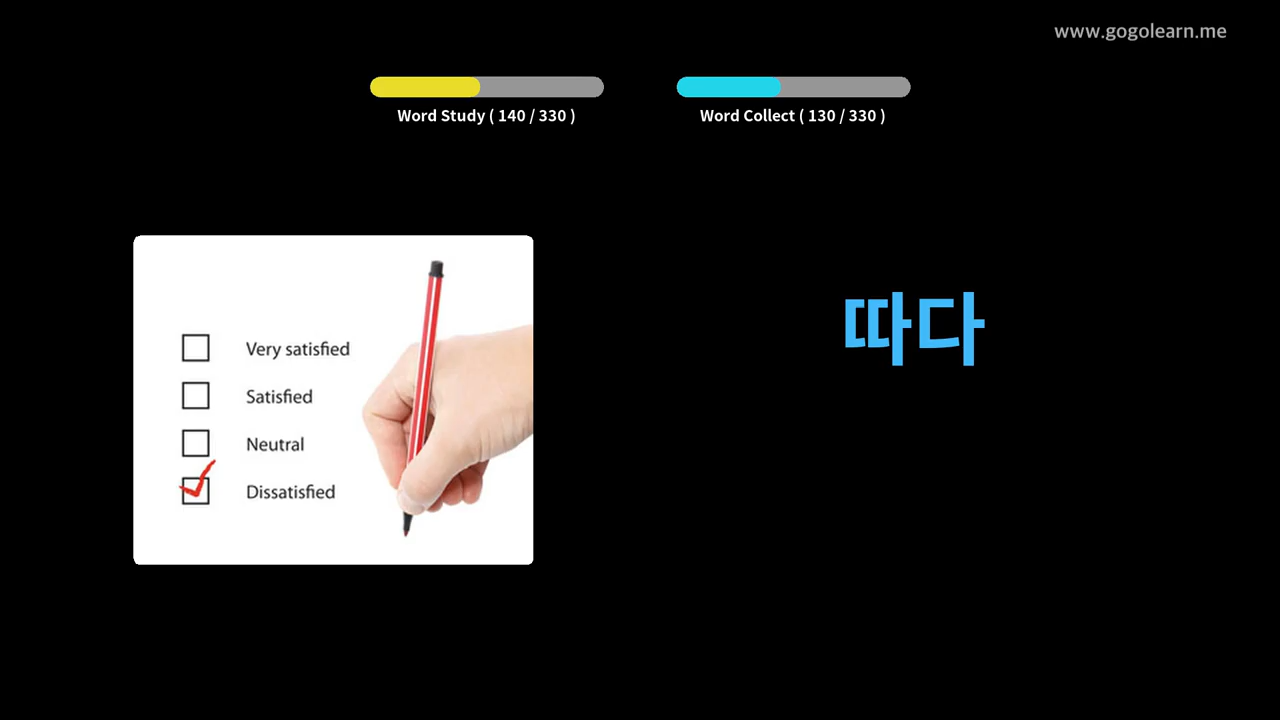 www.gogolearn.me
Word Study ( 140 / 330 )
Word Collect ( 130 / 330 )
Very satisfied
Satisfied
Neutral
Dissatisfied
따다